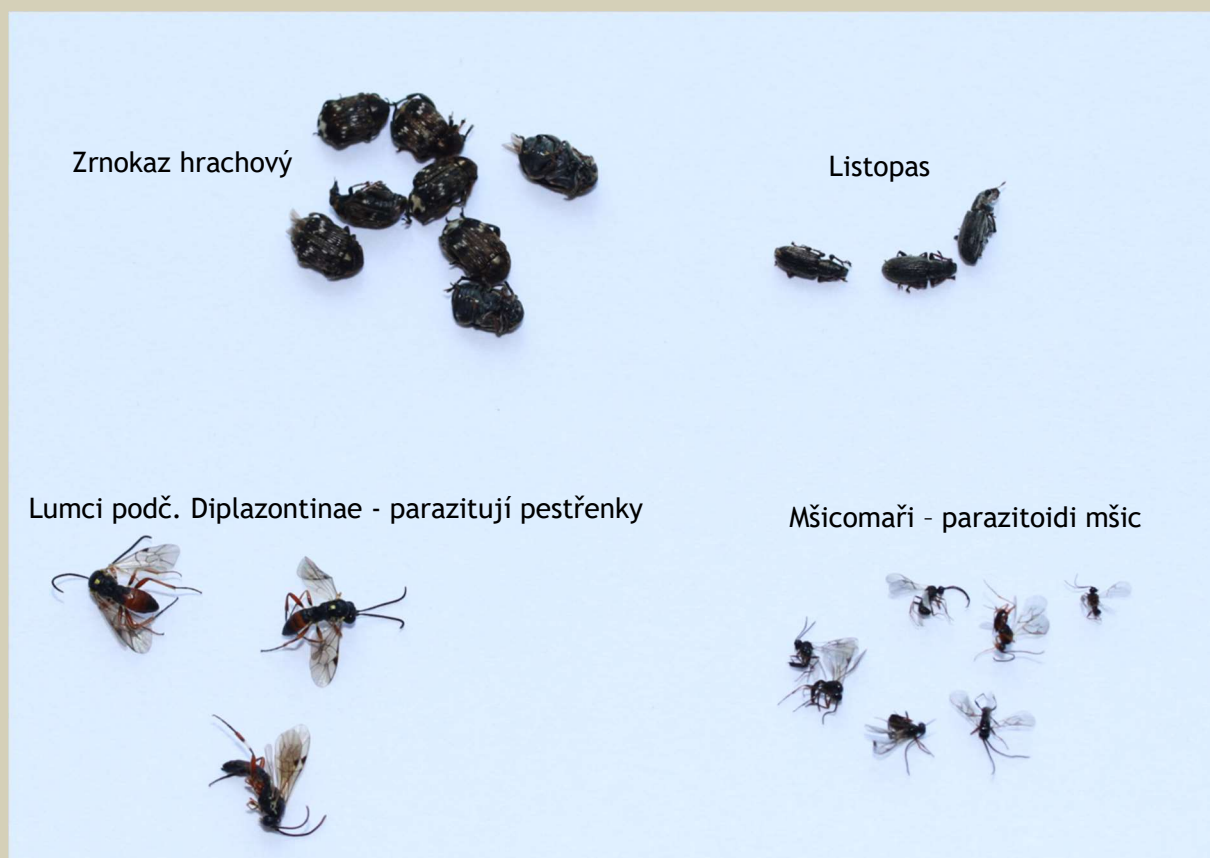 Zrnokaz hrachový
Listopas
Lumci podč. Diplazontinae - parazitují pestřenky
Mšicomaři – parazitoidi mšic